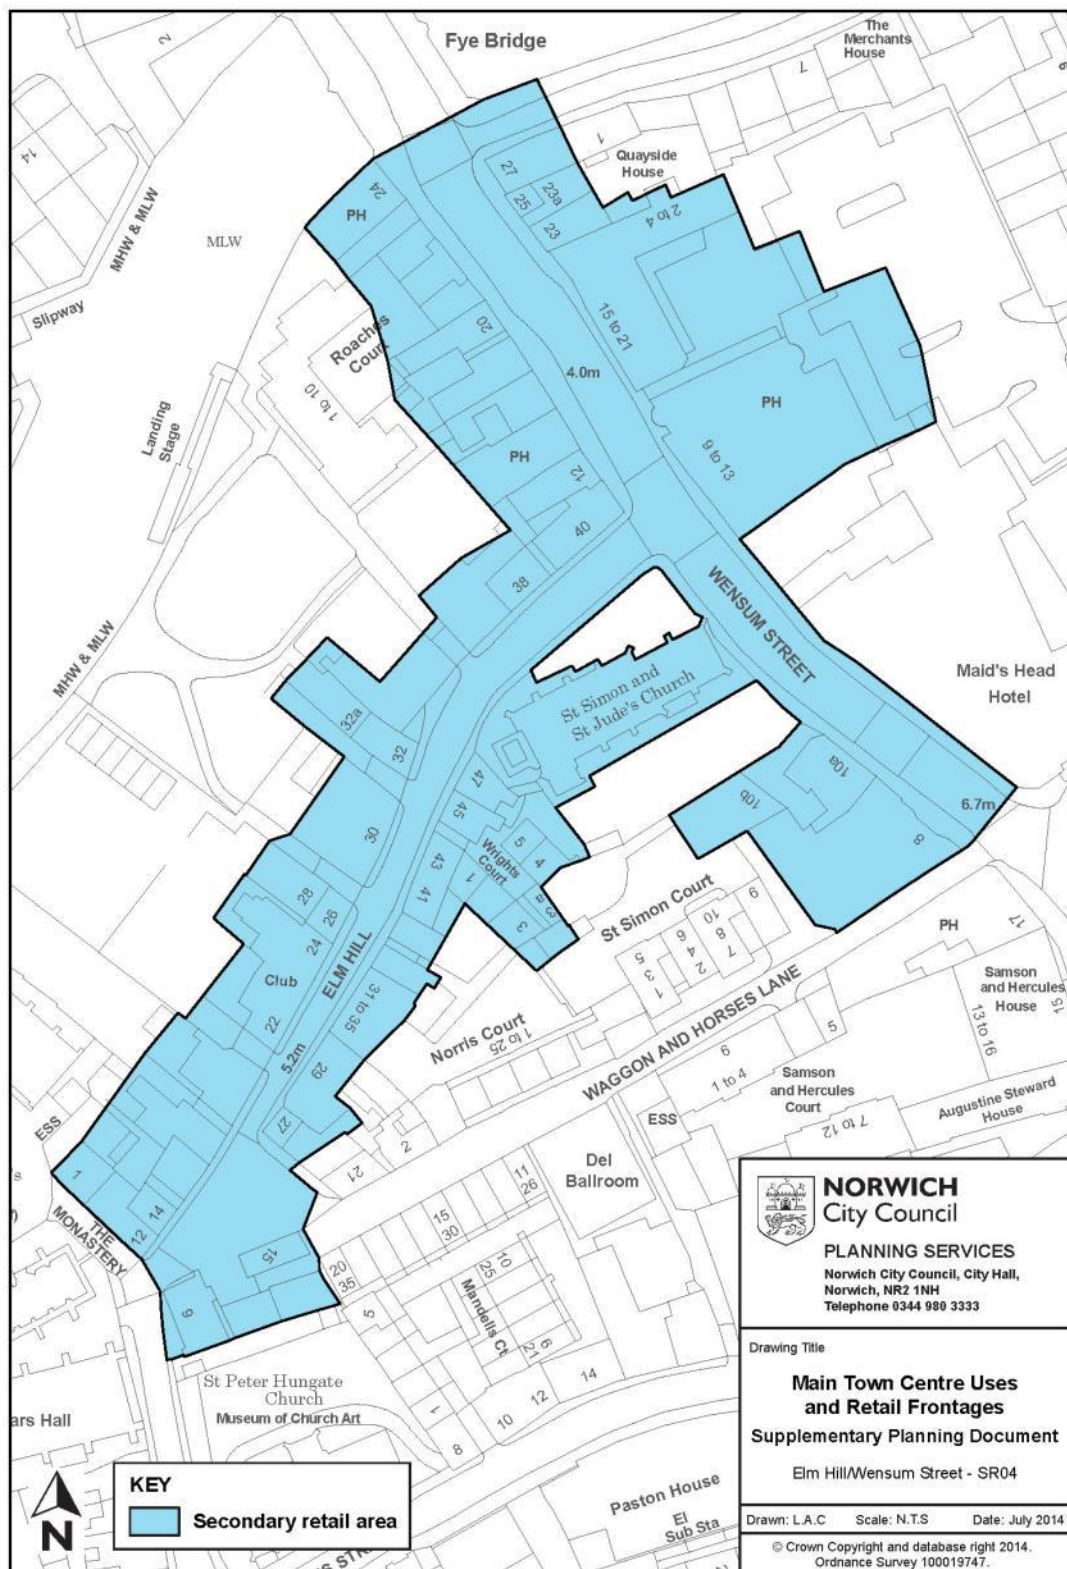 Fye Bridge
The
Merchants
House
2
7
14
1
Quayside
House
MHW & MLW
24
PH
27
23a
25
23
2 to 4
MLW
Slipway
Roaches
Court
20
15 to 21
4.0m
1 to 10
PH
Landing
Stage
PH
9 to 13
12
40
38
WENSUM STREET
MHW & MLW
St Simon and
St Jude's Church
Maid's Head
Hotel
32a
32
47
10a
10b
6.7m
8
45
30
5
4
Wrights
Court
43
1
41
3a
3
28
26
24
St Simon Court
9
10
8
7
6
4
2
5
3
1
PH
17
ELM HILL
Club
31 to 35
22
Samson
and Hercules
House
15
13 to 16
Norris Court
1 to 25
5.2m
29
WAGGON AND HORSES LANE
5
6
1 to 4
Samson
and Hercules
Court
ESS
7 to 12
Augustine Steward
House
ESS
27
2
21
Del
Ballroom
1
14
12
THE
MONASTERY
11
26
15
30
15
20
35
10
25
Mandells Ct
6
21
9
5
14
12
10
1
8
St Peter Hungate
Church
Museum of Church Art
ars Hall
Paston House
El
Sub Sta
KEY
Secondary retail area
N
NORWICH
City Council
PLANNING SERVICES
Norwich City Council, City Hall,
Norwich, NR2 1NH
Telephone 0344 980 3333
Drawing Title
Main Town Centre Uses
and Retail Frontages
Supplementary Planning Document
Elm Hill/Wensum Street - SR04
Drawn: L.A.C Scale: N.T.S Date: July 2014
© Crown Copyright and database right 2014.
Ordnance Survey 100019747.